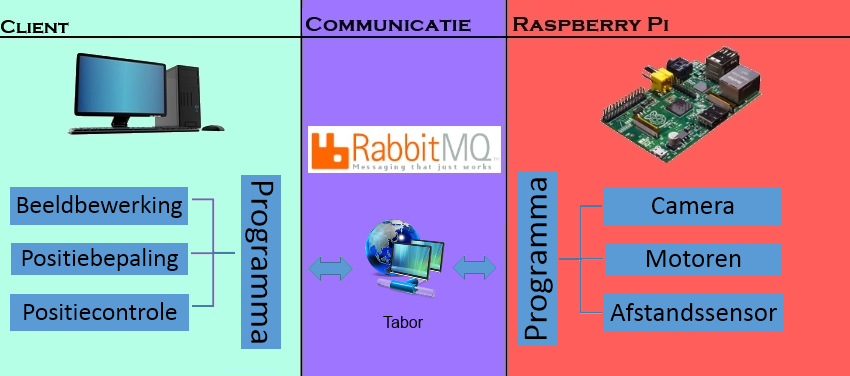 Client
Communicatie
Raspberry Pi
RabbitMQ
Messaging that just works
Programma
Beeldbewerking
Positiebepaling
Positiecontrole
Tabor
Programma
Camera
Motoren
Afstandssensor